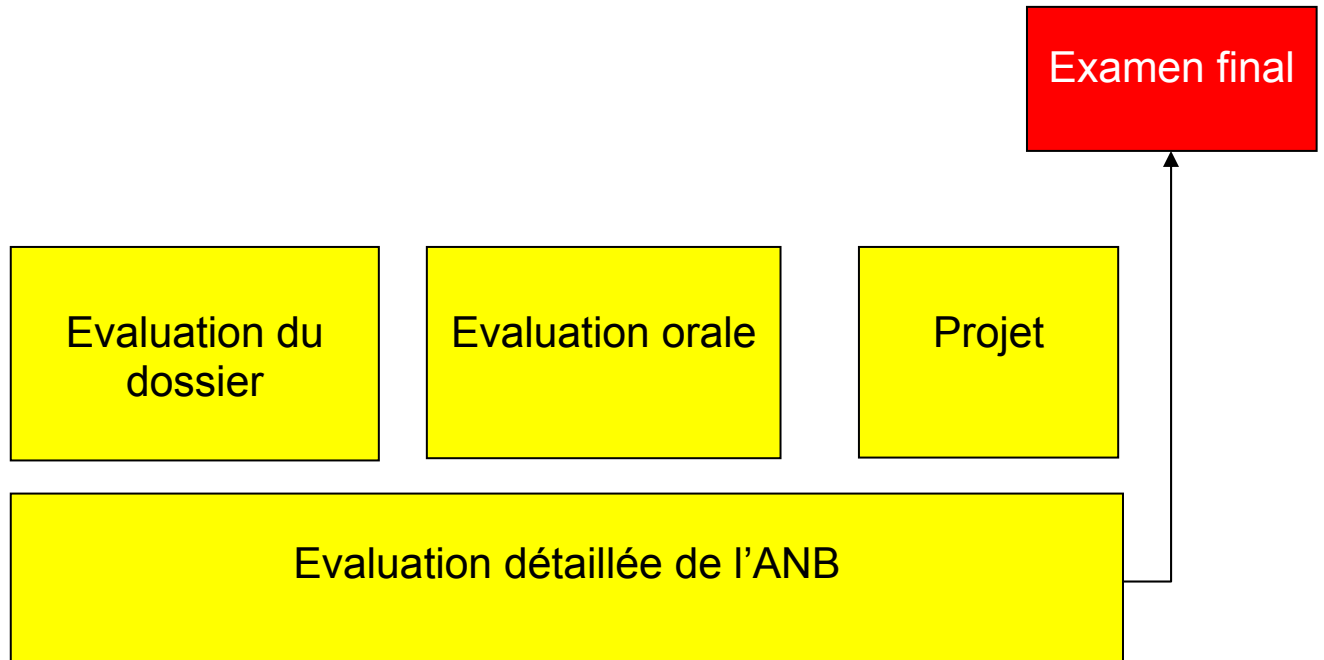 Examen final
Evaluation du
dossier
Evaluation orale
Projet
Evaluation détaillée de l’ANB